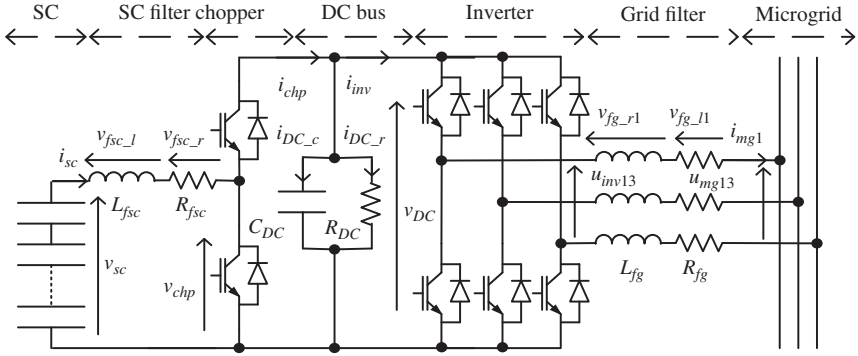 SC SC filter chopper DC bus Inverter Grid filter Microgrid
i_chp i_inv
v_fsc_l v_fsc_r
i_sc
L_fsc R_fsc
i_DC_c i_DC_r
C_DC R_DC
v_sc
v_chp
v_DC
v_fg_r1 v_fg_l1 i_mg1
u_inv13 u_mg13
L_fg R_fg